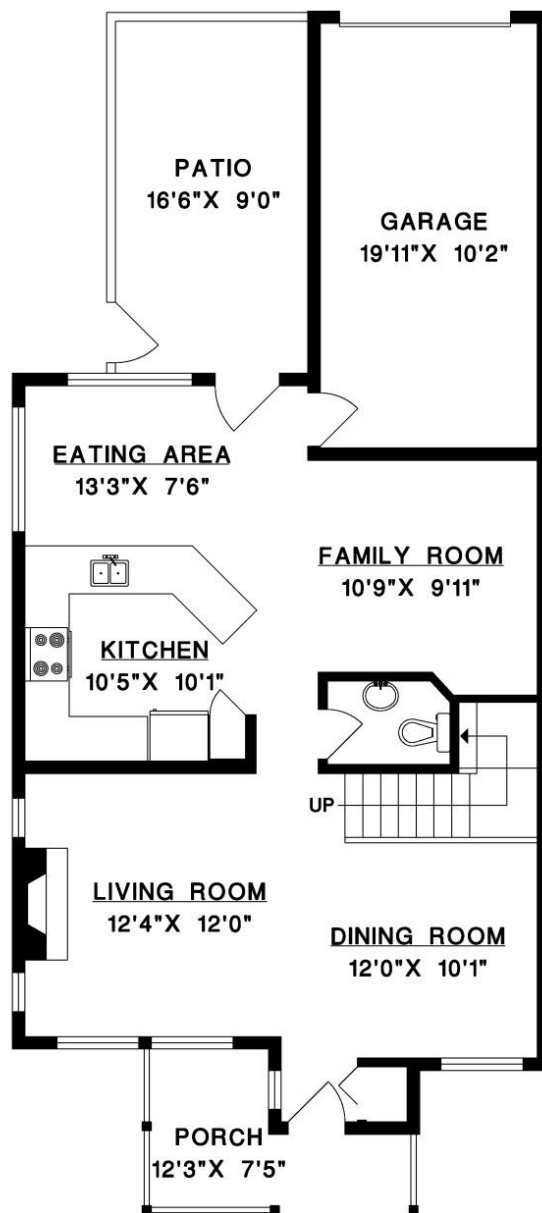 PATIO
16'6"X 9'0"
GARAGE
19'11"X 10'2"
EATING AREA
13'3"X 7'6"
FAMILY ROOM
10'9"X 9'11"
KITCHEN
10'5"X 10'1"
UP
LIVING ROOM
12'4"X 12'0"
DINING ROOM
12'0"X 10'1"
PORCH
12'3"X 7'5"